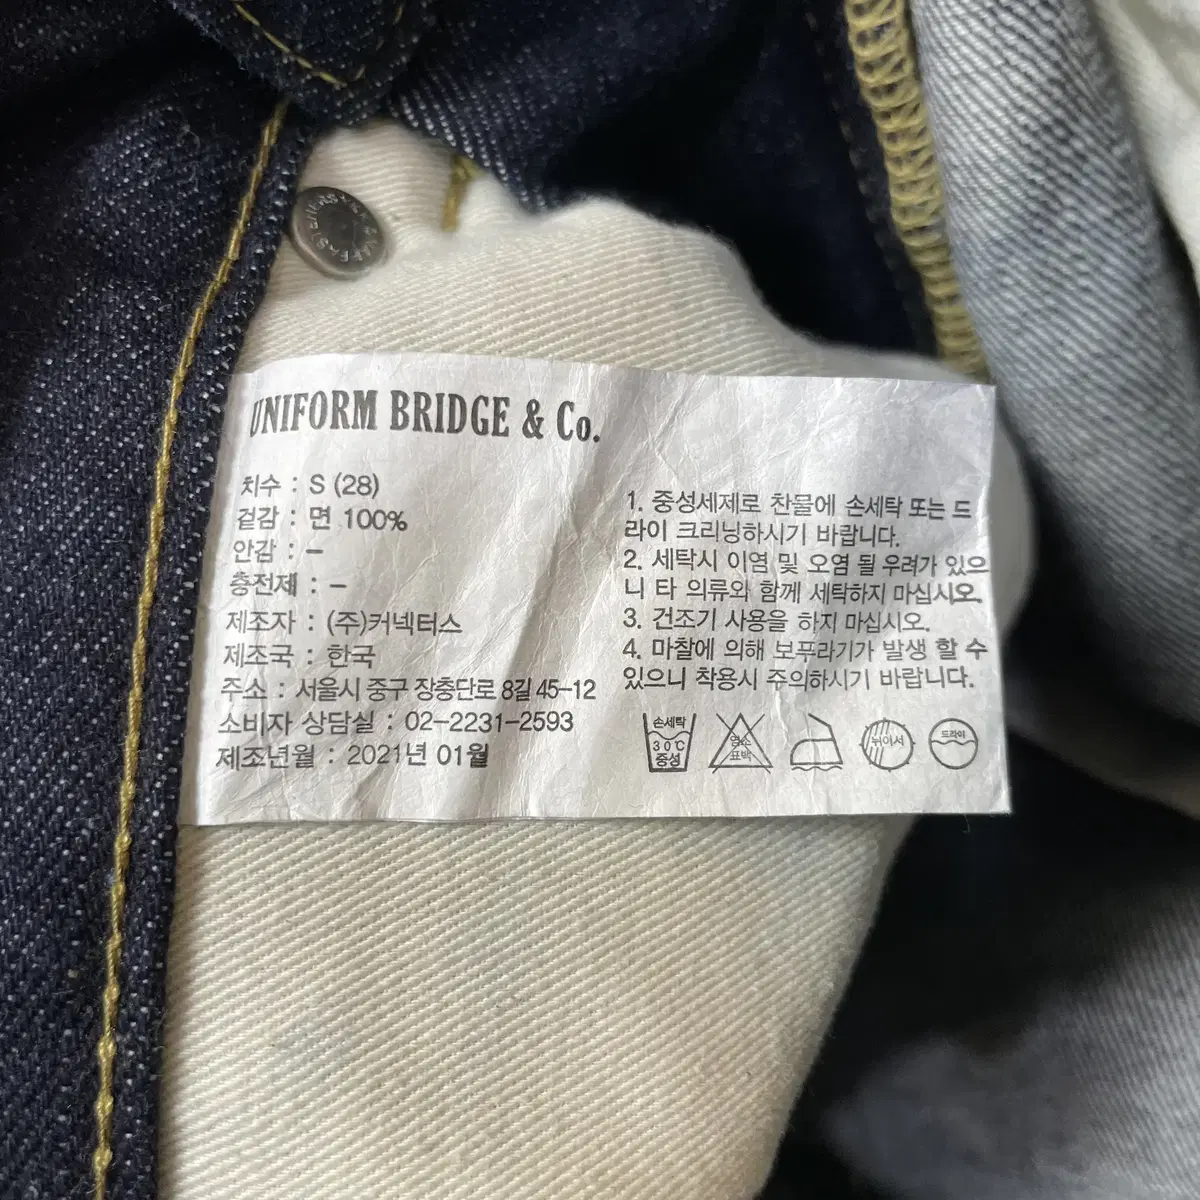 UNIFORM BRIDGE & Co.
치수 : S (28)
겉감 : 면 100%
안감 : –
충전제 : –
제조자 : (주)커넥터스
제조국 : 한국
주소 : 서울시 중구 장충단로 8길 45-12
소비자 상담실 : 02-2231-2593
제조년월 : 2021년 01월
1. 중성세제로 찬물에 손세탁 또는 드
라이 크리닝하시기 바랍니다.
2. 세탁시 이염 및 오염 될 우려가 있으
니 타 의류와 함께 세탁하지 마십시오.
3. 건조기 사용을 하지 마십시오.
4. 마찰에 의해 보푸라기가 발생 할 수
있으니 착용시 주의하시기 바랍니다.
손세탁
30℃
중성
염소
표백
뉘어서
드라이